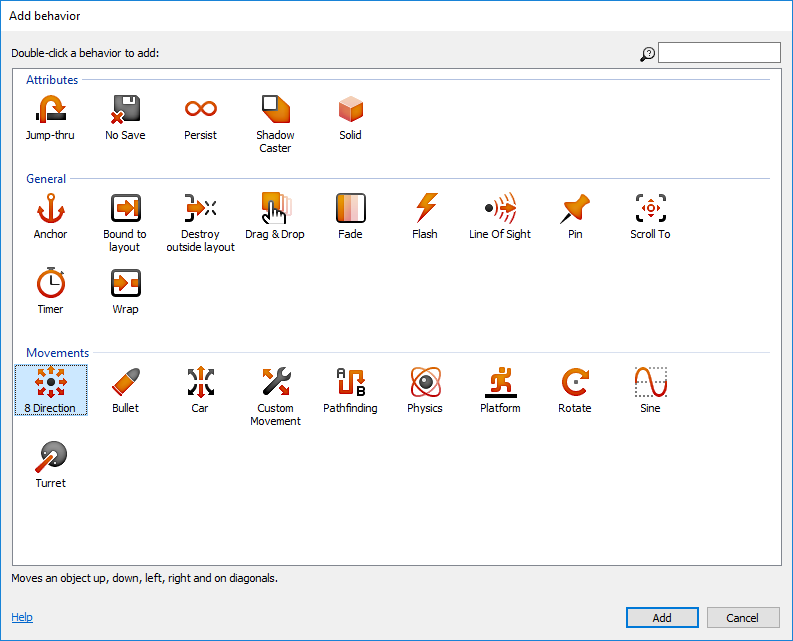 Add behavior
Double-click a behavior to add:
Attributes
Jump-thru
No Save
Persist
Shadow
Caster
Solid
General
Anchor
Bound to
layout
Destroy
outside layout
Drag & Drop
Fade
Flash
Line Of Sight
Pin
Scroll To
Timer
Wrap
Movements
8 Direction
Bullet
Car
Custom
Movement
A
B
Pathfinding
Physics
Platform
Rotate
Sine
Turret
Moves an object up, down, left, right and on diagonals.
Help
Add
Cancel